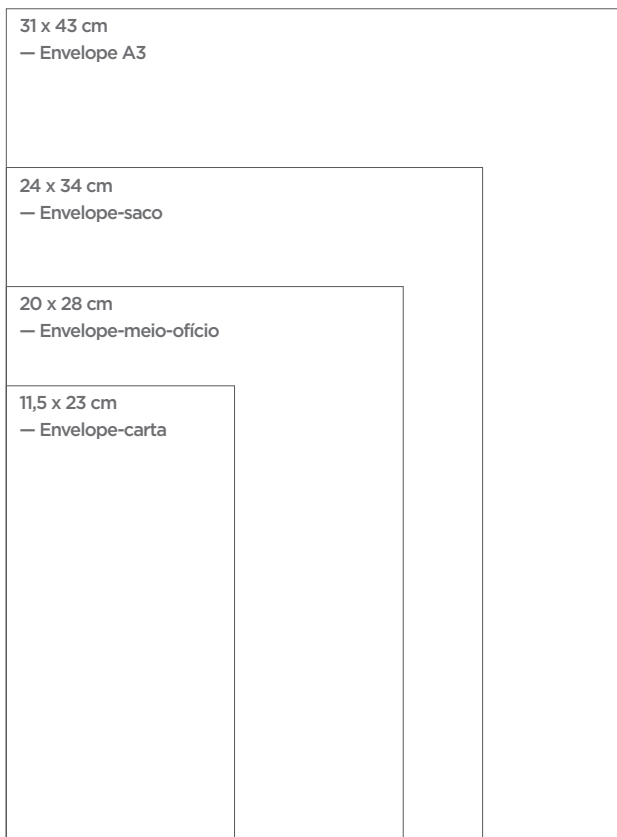 31 x 43 cm
— Envelope A3
24 x 34 cm
— Envelope-saco
20 x 28 cm
— Envelope-meio-ofício
11,5 x 23 cm
— Envelope-carta